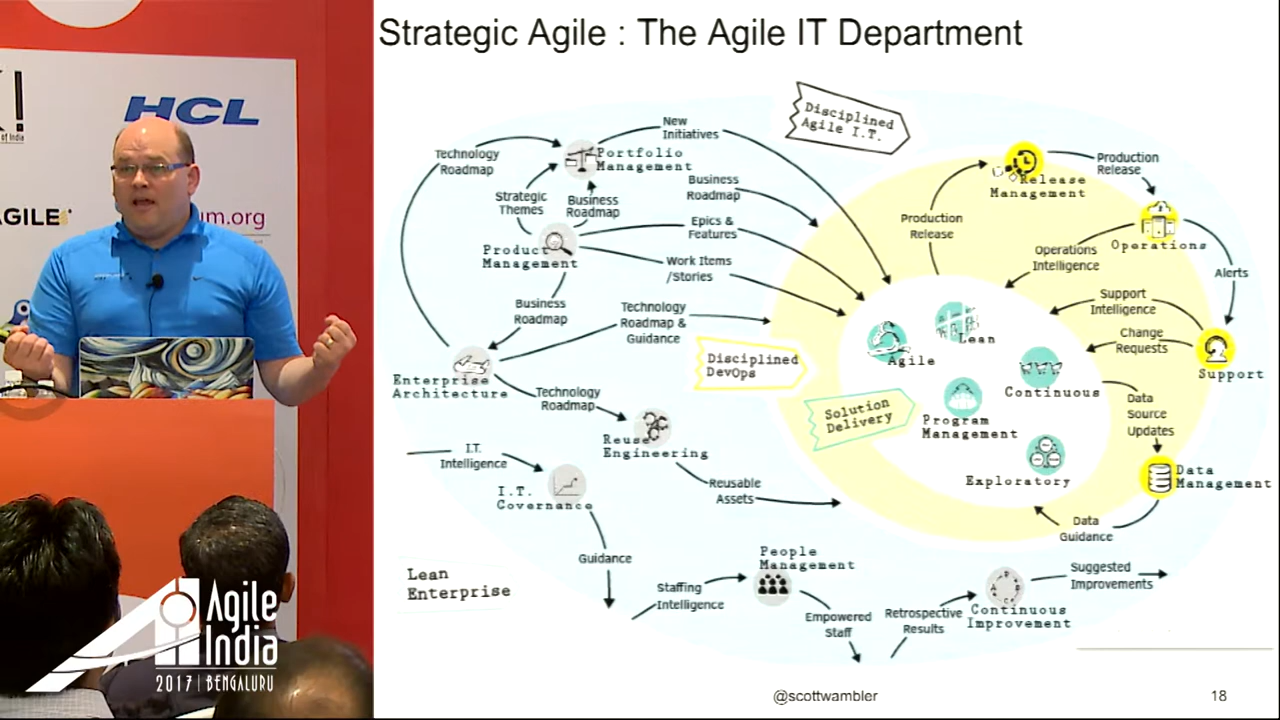 Strategic Agile : The Agile IT Department
HCL
of India
AGILE
um.org
Disciplined
Agile I.T.
New
Initiatives
Technology
Roadmap
Portfolio
Management
Business
Roadmap
Strategic
Themes
Business
Roadmap
Epics &
Features
Product
Management
Work Items
/Stories
Business
Roadmap
Technology
Roadmap &
Guidance
Enterprise
Architecture
Technology
Roadmap
Disciplined
DevOps
Reuse
Engineering
I.T.
Intelligence
I.T.
Governance
Reusable
Assets
Guidance
Lean
Enterprise
Staffing
Intelligence
People
Management
Empowered
Staff
Retrospective
Results
Continuous
Improvement
Suggested
Improvements
Release
Management
Production
Release
Production
Release
Operations
Operations
Intelligence
Alerts
Support
Intelligence
Change
Requests
Support
Agile
Lean
Continuous
Solution
Delivery
Program
Management
Exploratory
Data
Source
Updates
Data
Management
Data
Guidance
Agile
India
2017 | BENGALURU
@scottwambler
18